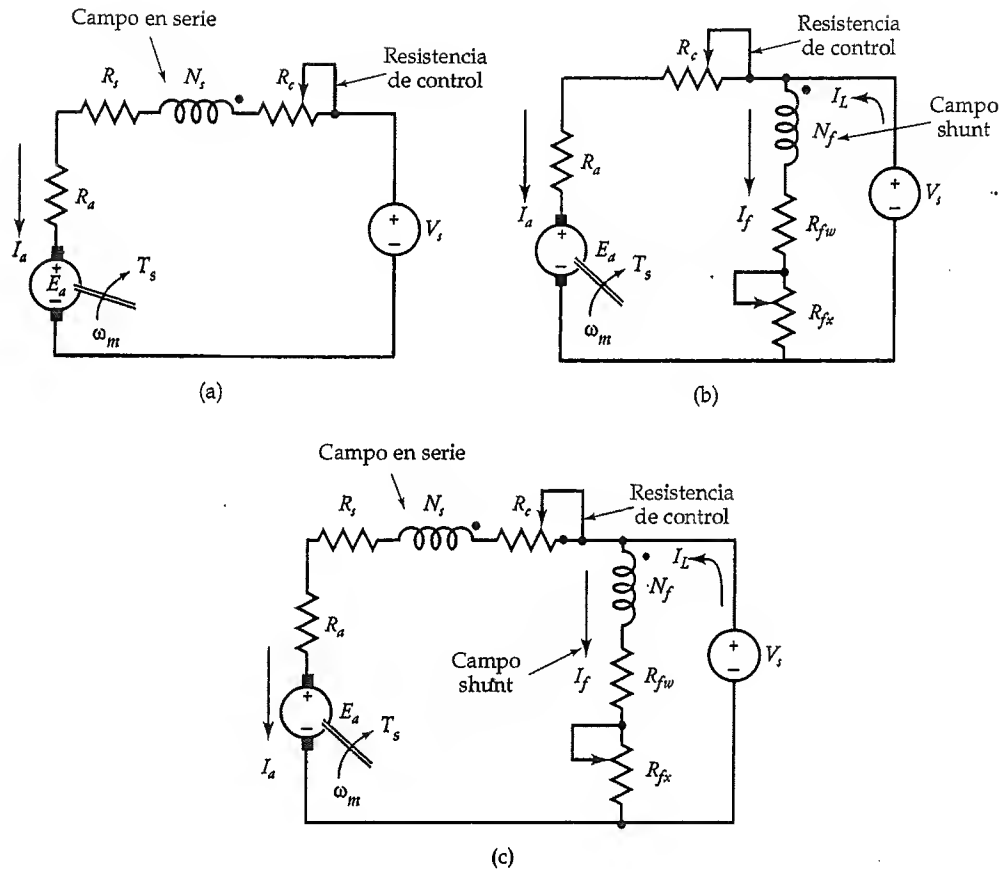 Campo en serie
R_s
N_s
R_c
Resistencia
de control
I_a
R_a
+
−
V_s
+
E_a
−
T_s
ω_m
(a)
R_c
Resistencia
de control
I_L
Campo
shunt
N_f
R_a
I_a
+
−
E_a
T_s
ω_m
I_f
R_fw
R_fx
+
−
V_s
(b)
Campo en serie
R_s
N_s
R_c
Resistencia
de control
I_L
N_f
R_a
Campo
shunt
I_f
R_fw
+
−
V_s
+
−
E_a
T_s
I_a
ω_m
R_fx
(c)